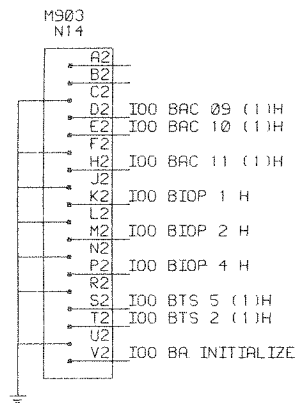 M903
N14
A2
B2
C2
D2 IOO BAC 09 (1)H
E2 IOO BAC 10 (1)H
F2
H2 IOO BAC 11 (1)H
J2
K2 IOO BIOP 1 H
L2
M2 IOO BIOP 2 H
N2
P2 IOO BIOP 4 H
R2
S2 IOO BTS 5 (1)H
T2 IOO BTS 2 (1)H
U2
V2 IOO BA INITIALIZE